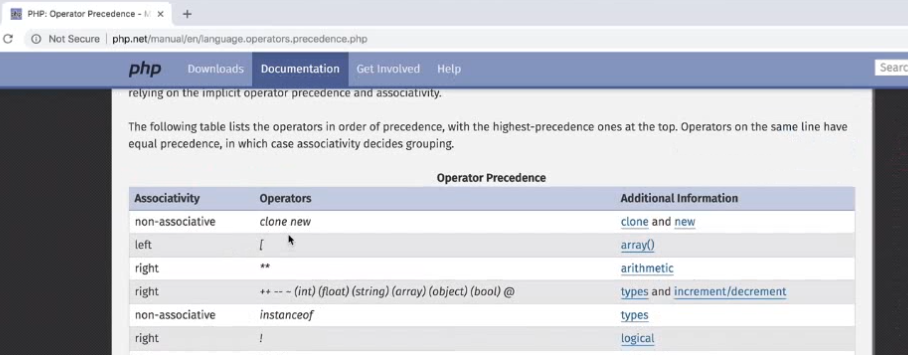 PHP: Operator Precedence - M
Not Secure | php.net/manual/en/language.operators.precedence.php
php Downloads Documentation Get Involved Help Searc
relying on the implicit operator precedence and associativity.
The following table lists the operators in order of precedence, with the highest-precedence ones at the top. Operators on the same line have
equal precedence, in which case associativity decides grouping.
Operator Precedence
Associativity Operators Additional Information
non-associative clone new clone and new
left [ array()
right ** arithmetic
right ++ -- ~ (int) (float) (string) (array) (object) (bool) @ types and increment/decrement
non-associative instanceof types
right ! logical